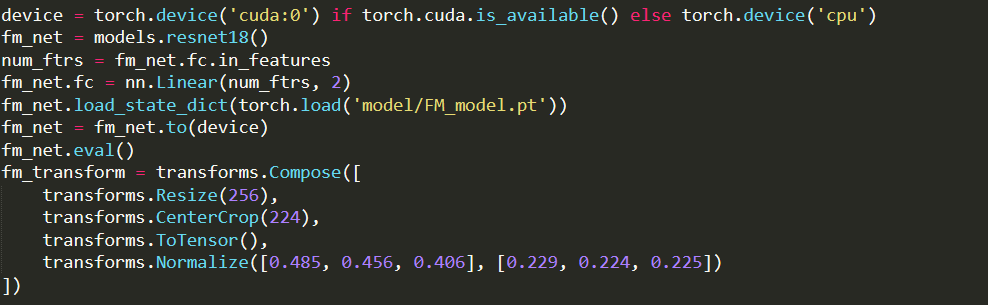 device = torch.device('cuda:0') if torch.cuda.is_available() else torch.device('cpu')
fm_net = models.resnet18()
num_ftrs = fm_net.fc.in_features
fm_net.fc = nn.Linear(num_ftrs, 2)
fm_net.load_state_dict(torch.load('model/FM_model.pt'))
fm_net = fm_net.to(device)
fm_net.eval()
fm_transform = transforms.Compose([
    transforms.Resize(256),
    transforms.CenterCrop(224),
    transforms.ToTensor(),
    transforms.Normalize([0.485, 0.456, 0.406], [0.229, 0.224, 0.225])
])